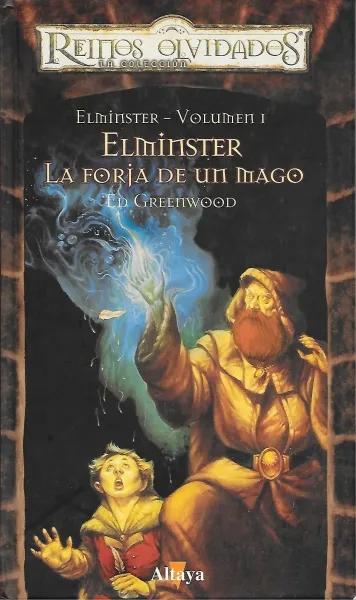 REINOS OLVIDADOS
LA COLECCIÓN
ELMINSTER – VOLUMEN I
ELMINSTER
LA FORJA DE UN MAGO
ED GREENWOOD
Altaya